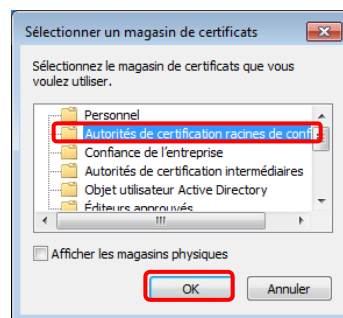 Sélectionner un magasin de certificats
Sélectionnez le magasin de certificats que vous
voulez utiliser.
Personnel
Autorités de certification racines de conf
Confiance de l'entreprise
Autorités de certification intermédiaires
Objet utilisateur Active Directory
Éditeurs approuvés
Afficher les magasins physiques
OK
Annuler